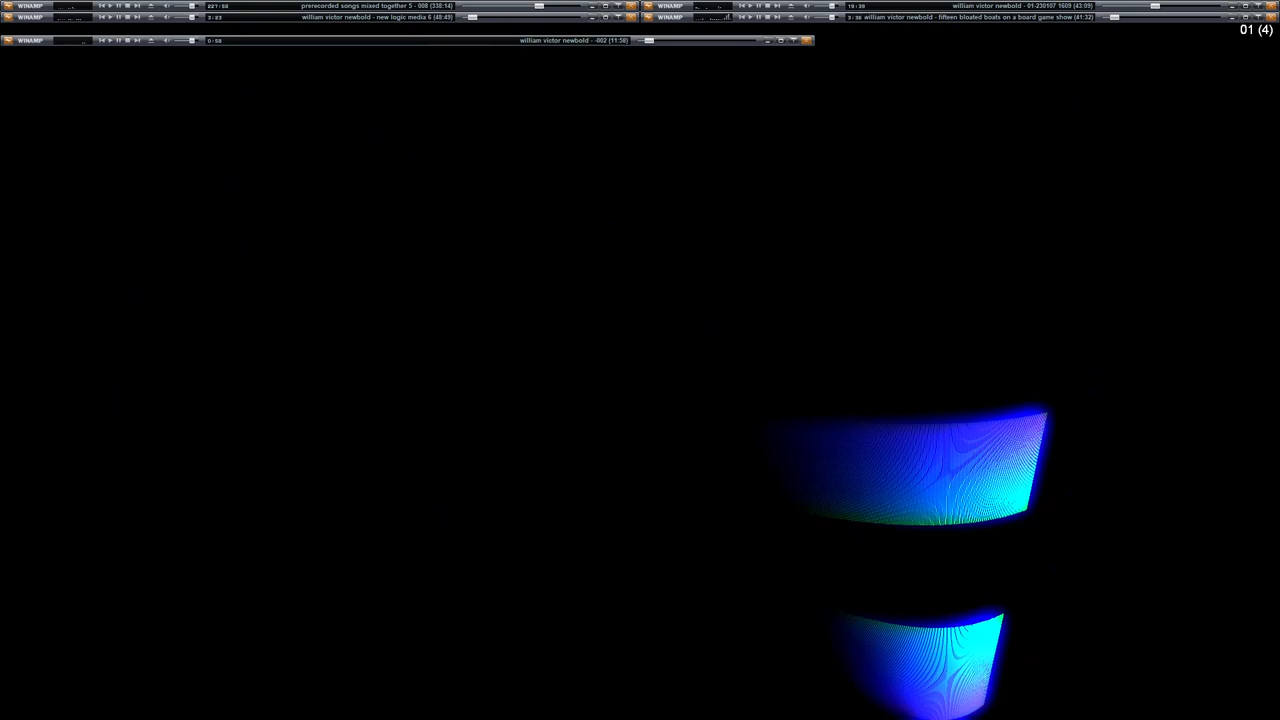 WINAMP 227:58 prerecorded songs mixed together 5 - 008 (338:14)
WINAMP 19:39 william victor newbold - 01-230107 1609 (43:09)
WINAMP 3:23 william victor newbold - new logic media 6 (48:43)
WINAMP 3:36 william victor newbold - fifteen bloated boats on a board game show (41:32)
01 (4)
WINAMP 0:58 william victor newbold - -002 (11:58)